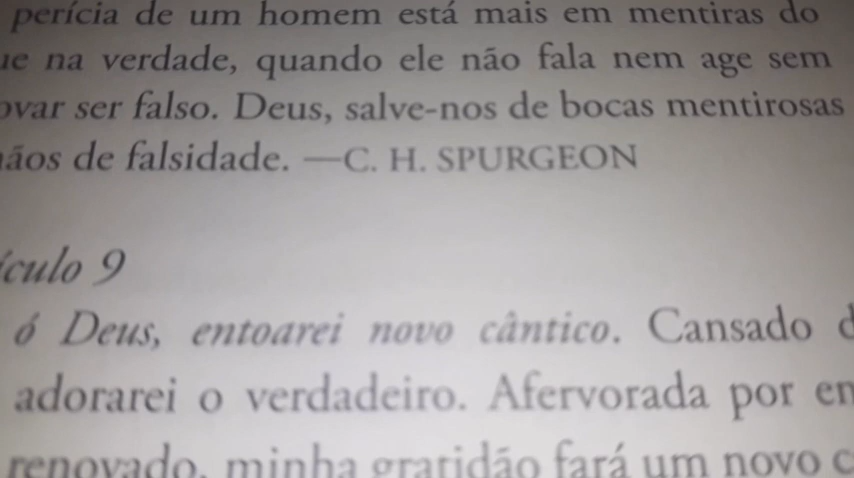 perícia de um homem está mais em mentiras do
ue na verdade, quando ele não fala nem age sem
ovar ser falso. Deus, salve-nos de bocas mentirosas
ãos de falsidade. —C. H. SPURGEON
ículo 9
ó Deus, entoarei novo cântico. Cansado d
adorarei o verdadeiro. Afervorada por en
renovado, minha gratidão fará um novo c